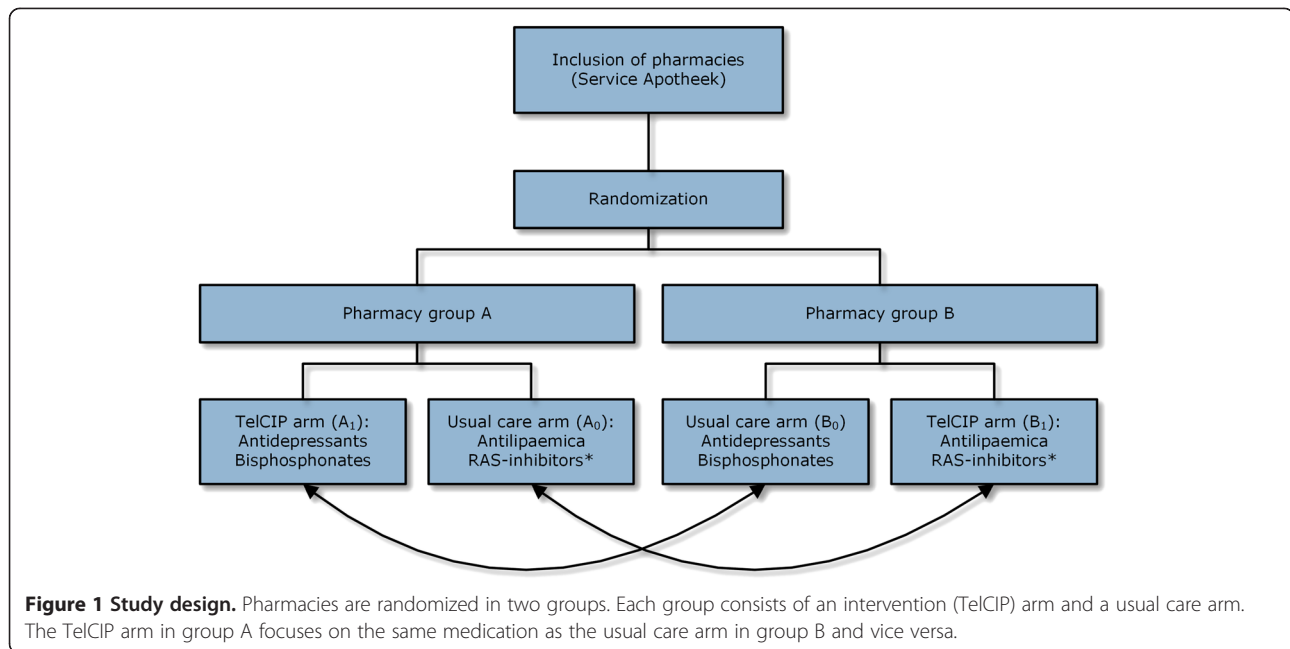 Inclusion of pharmacies
(Service Apotheek)
Randomization
Pharmacy group A
Pharmacy group B
TelCIP arm (A₁):
Antidepressants
Bisphosphonates
Usual care arm (A₀):
Antilipaemica
RAS-inhibitors*
Usual care arm (B₀)
Antidepressants
Bisphosphonates
TelCIP arm (B₁):
Antilipaemica
RAS-inhibitors*
Figure 1 Study design. Pharmacies are randomized in two groups. Each group consists of an intervention (TelCIP) arm and a usual care arm.
The TelCIP arm in group A focuses on the same medication as the usual care arm in group B and vice versa.